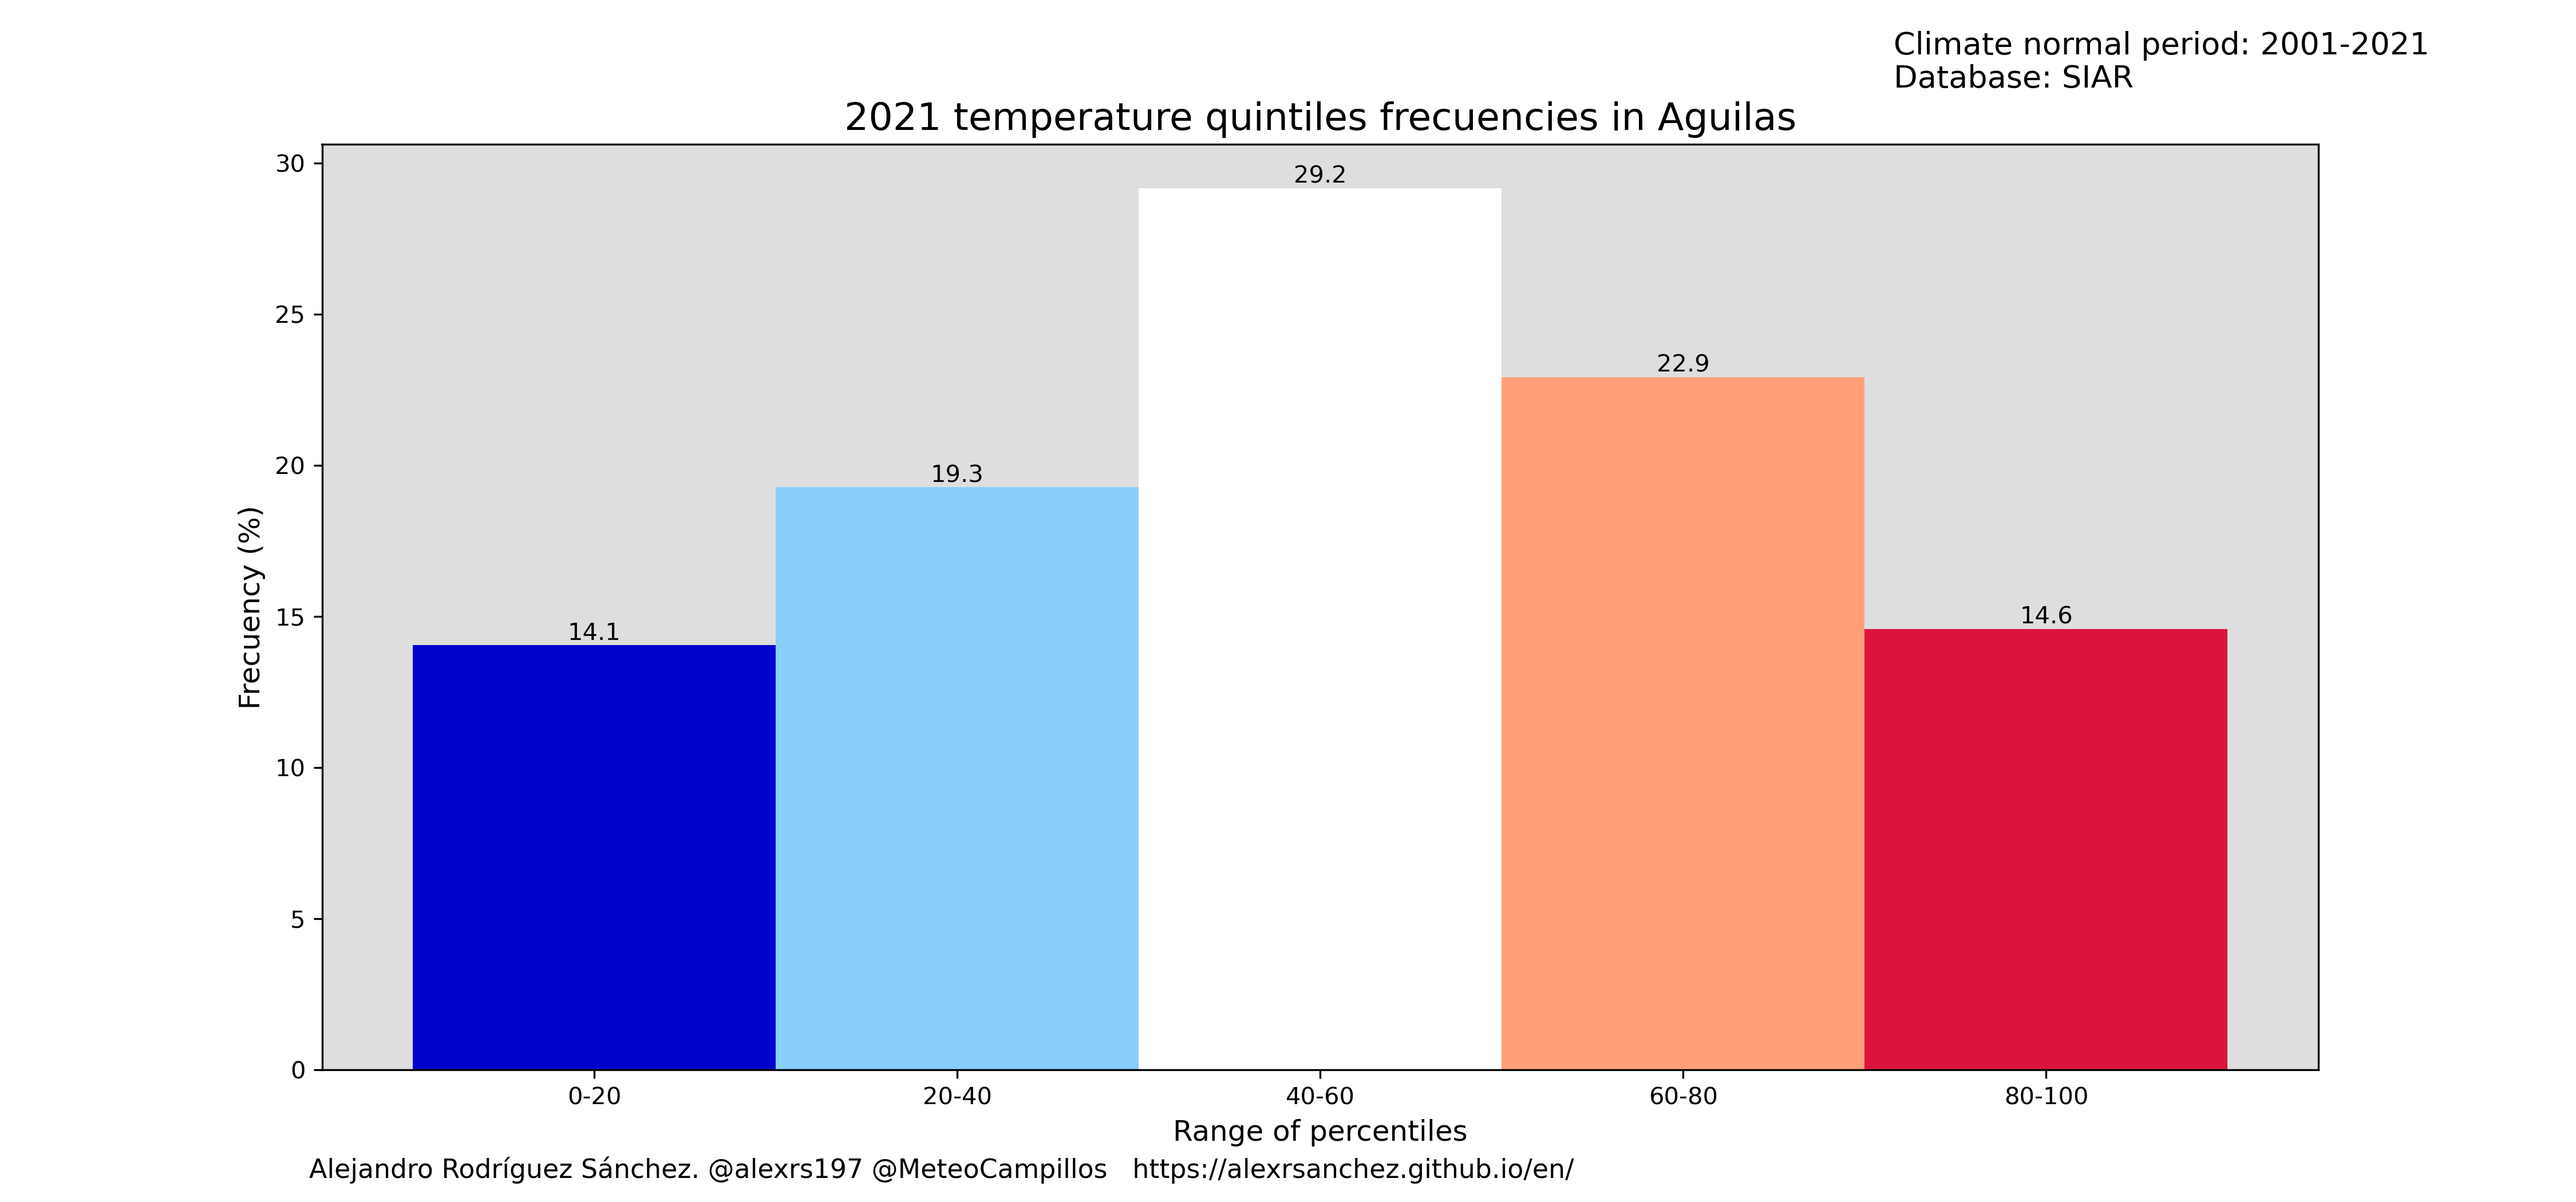 Climate normal period: 2001-2021
Database: SIAR
2021 temperature quintiles frecuencies in Aguilas
30
25
20
15
10
5
0
Frecuency (%)
14.1
19.3
29.2
22.9
14.6
0-20
20-40
40-60
60-80
80-100
Range of percentiles
Alejandro Rodríguez Sánchez. @alexrs197 @MeteoCampillos https://alexrsanchez.github.io/en/